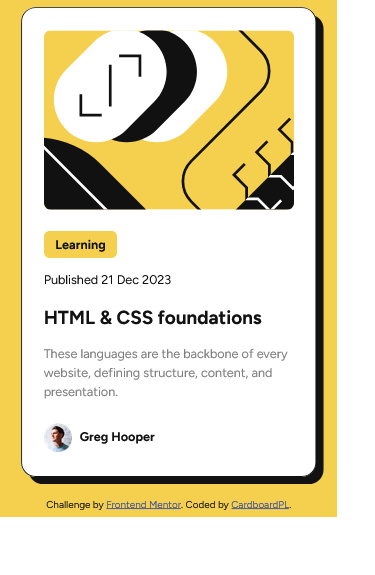 Learning
Published 21 Dec 2023
HTML & CSS foundations
These languages are the backbone of every
website, defining structure, content, and
presentation.
Greg Hooper
Challenge by Frontend Mentor. Coded by CardboardPL.